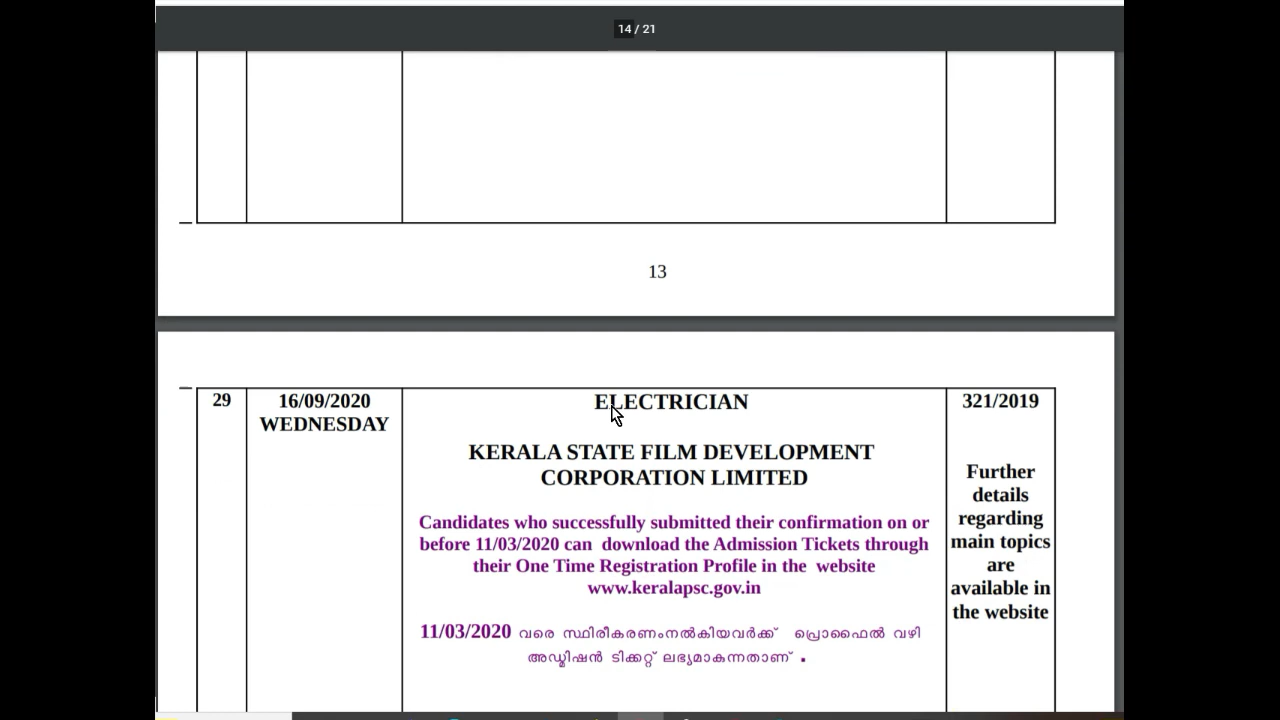 14 / 21
13
29
16/09/2020
WEDNESDAY
ELECTRICIAN
KERALA STATE FILM DEVELOPMENT
CORPORATION LIMITED
Candidates who successfully submitted their confirmation on or
before 11/03/2020 can download the Admission Tickets through
their One Time Registration Profile in the website
www.keralapsc.gov.in
11/03/2020 വരെ സ്ഥിരീകരണംനൽകിയവർക്ക് പ്രൊഫൈൽ വഴി
അഡ്മിഷൻ ടിക്കറ്റ് ലഭ്യമാകുന്നതാണ് .
321/2019
Further
details
regarding
main topics
are
available in
the website